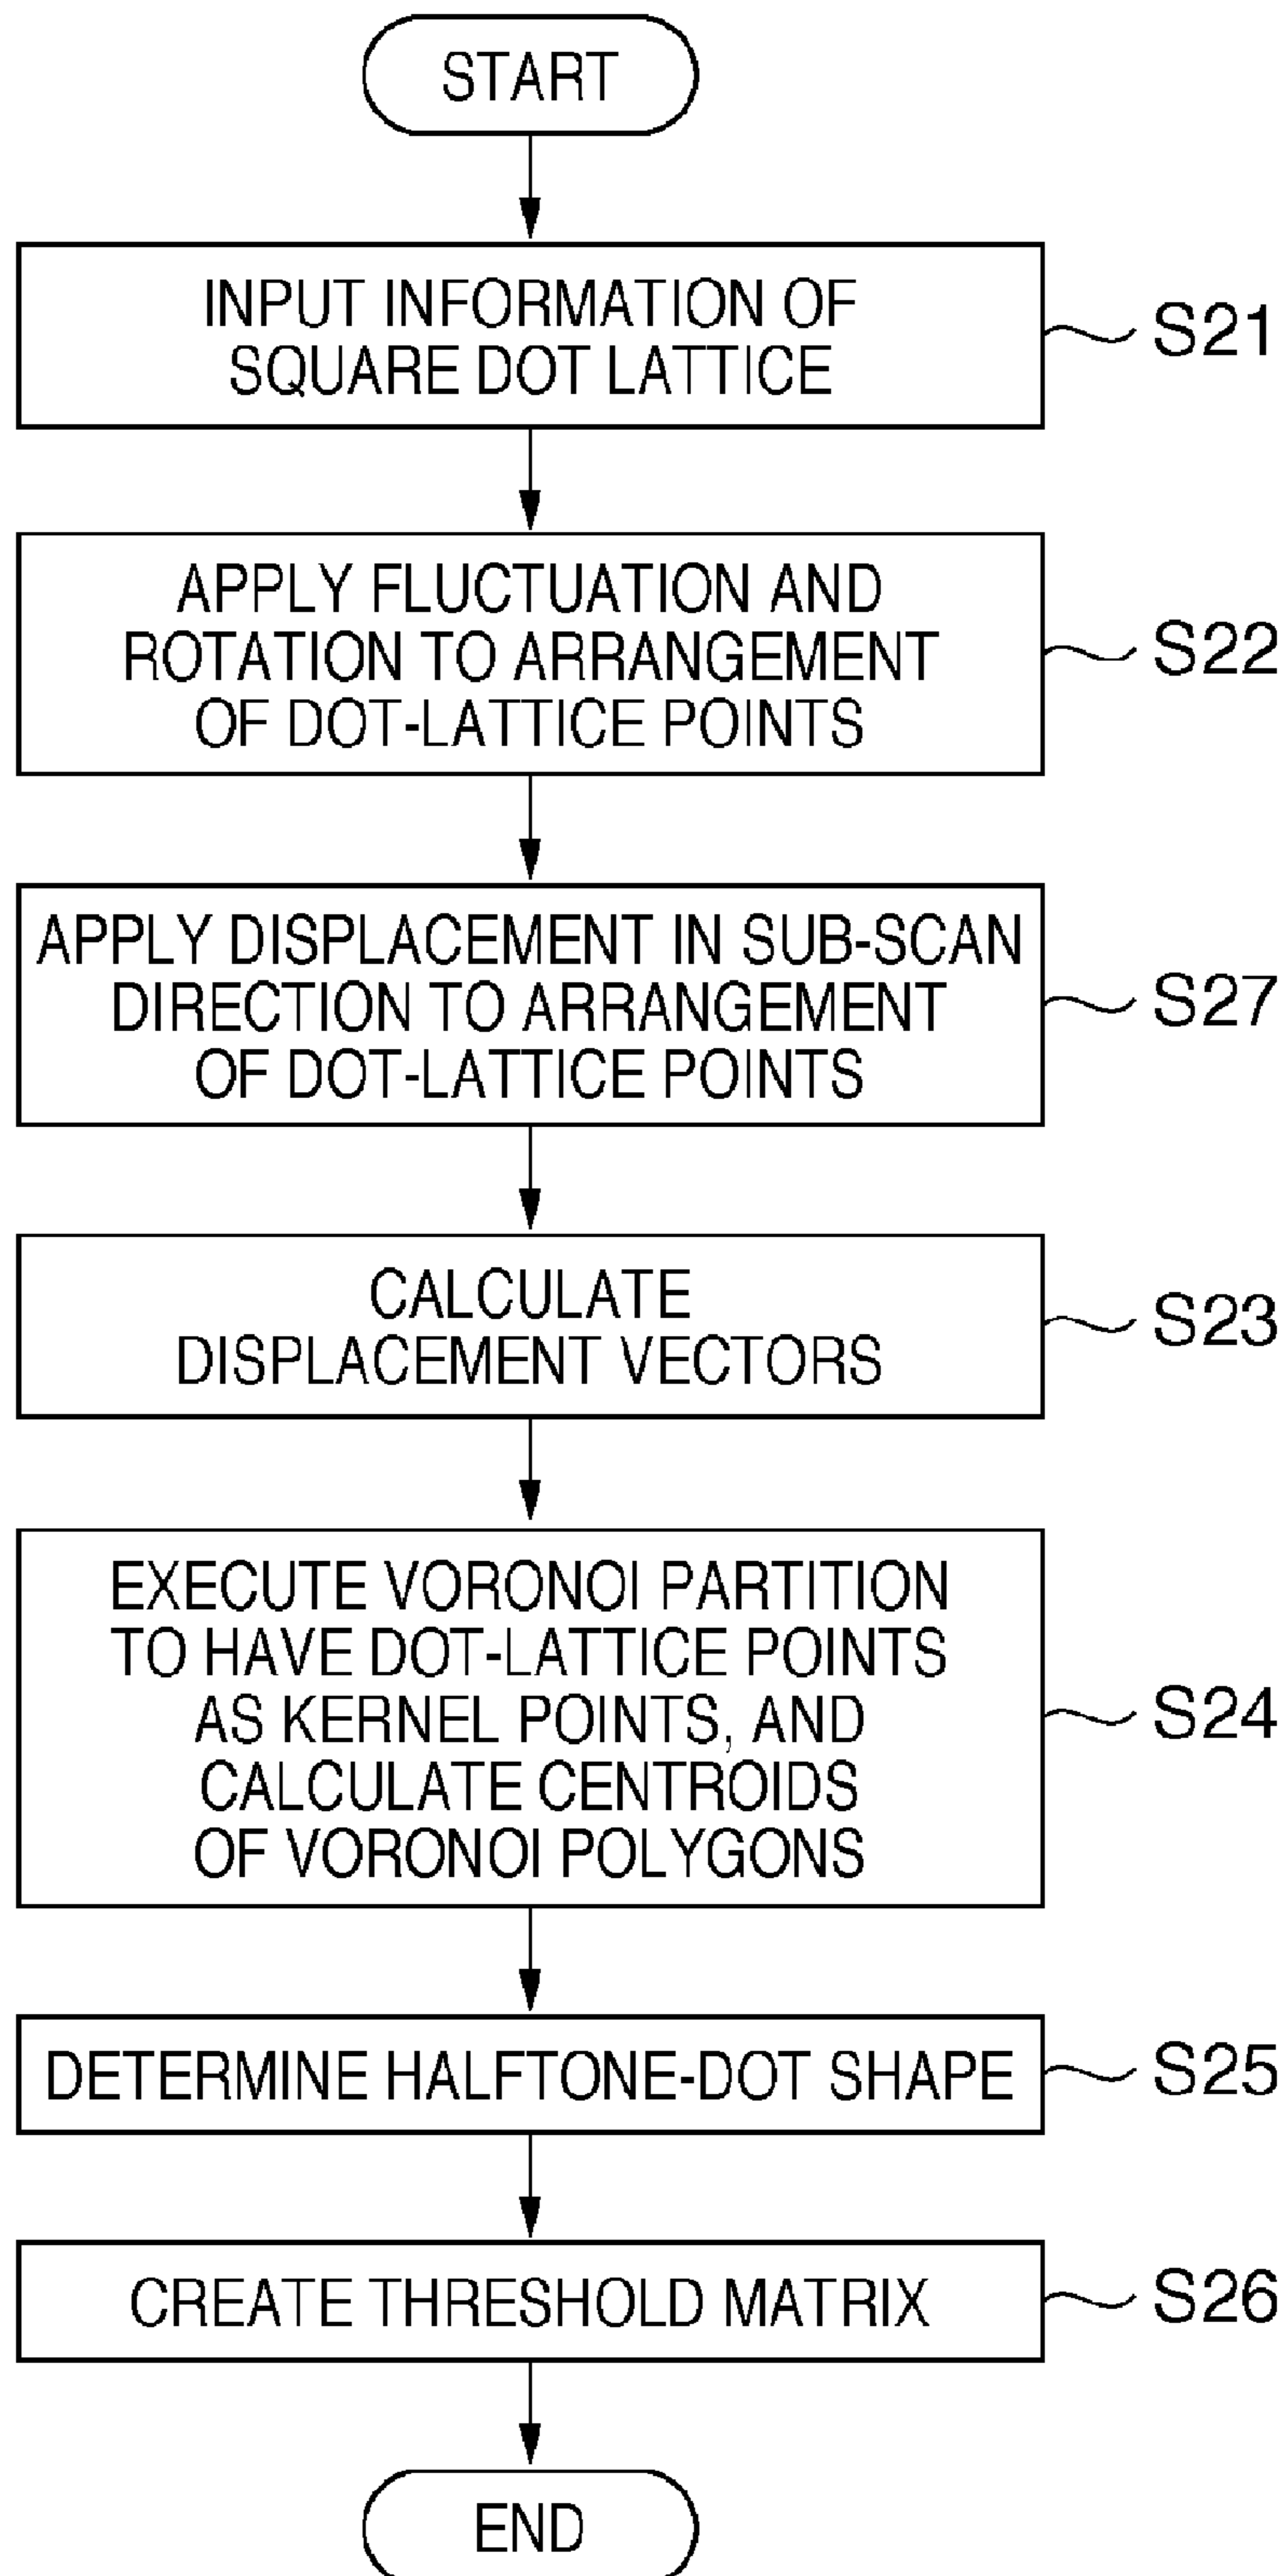 START
INPUT INFORMATION OF
SQUARE DOT LATTICE
S21
APPLY FLUCTUATION AND
ROTATION TO ARRANGEMENT
OF DOT-LATTICE POINTS
S22
APPLY DISPLACEMENT IN SUB-SCAN
DIRECTION TO ARRANGEMENT
OF DOT-LATTICE POINTS
S27
CALCULATE
DISPLACEMENT VECTORS
S23
EXECUTE VORONOI PARTITION
TO HAVE DOT-LATTICE POINTS
AS KERNEL POINTS, AND
CALCULATE CENTROIDS
OF VORONOI POLYGONS
S24
DETERMINE HALFTONE-DOT SHAPE
S25
CREATE THRESHOLD MATRIX
S26
END